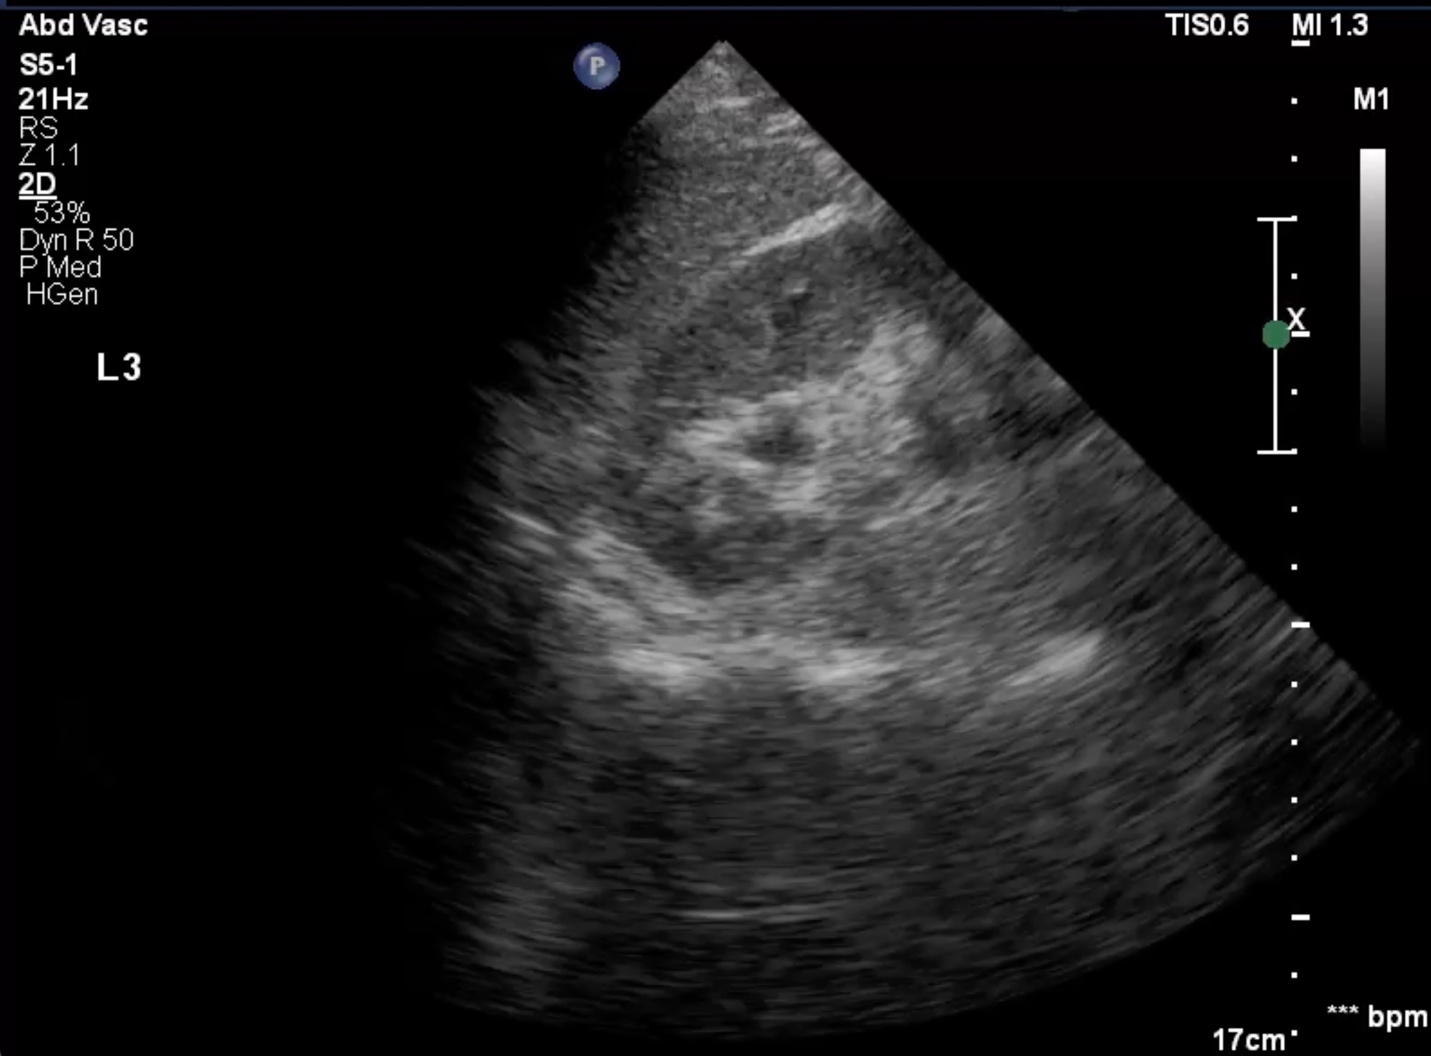 Abd Vasc
S5-1
21Hz
RS
Z 1.1
2D
53%
Dyn R 50
P Med
HGen
L3
P
TIS0.6 MI 1.3
M1
X
*** bpm
17cm